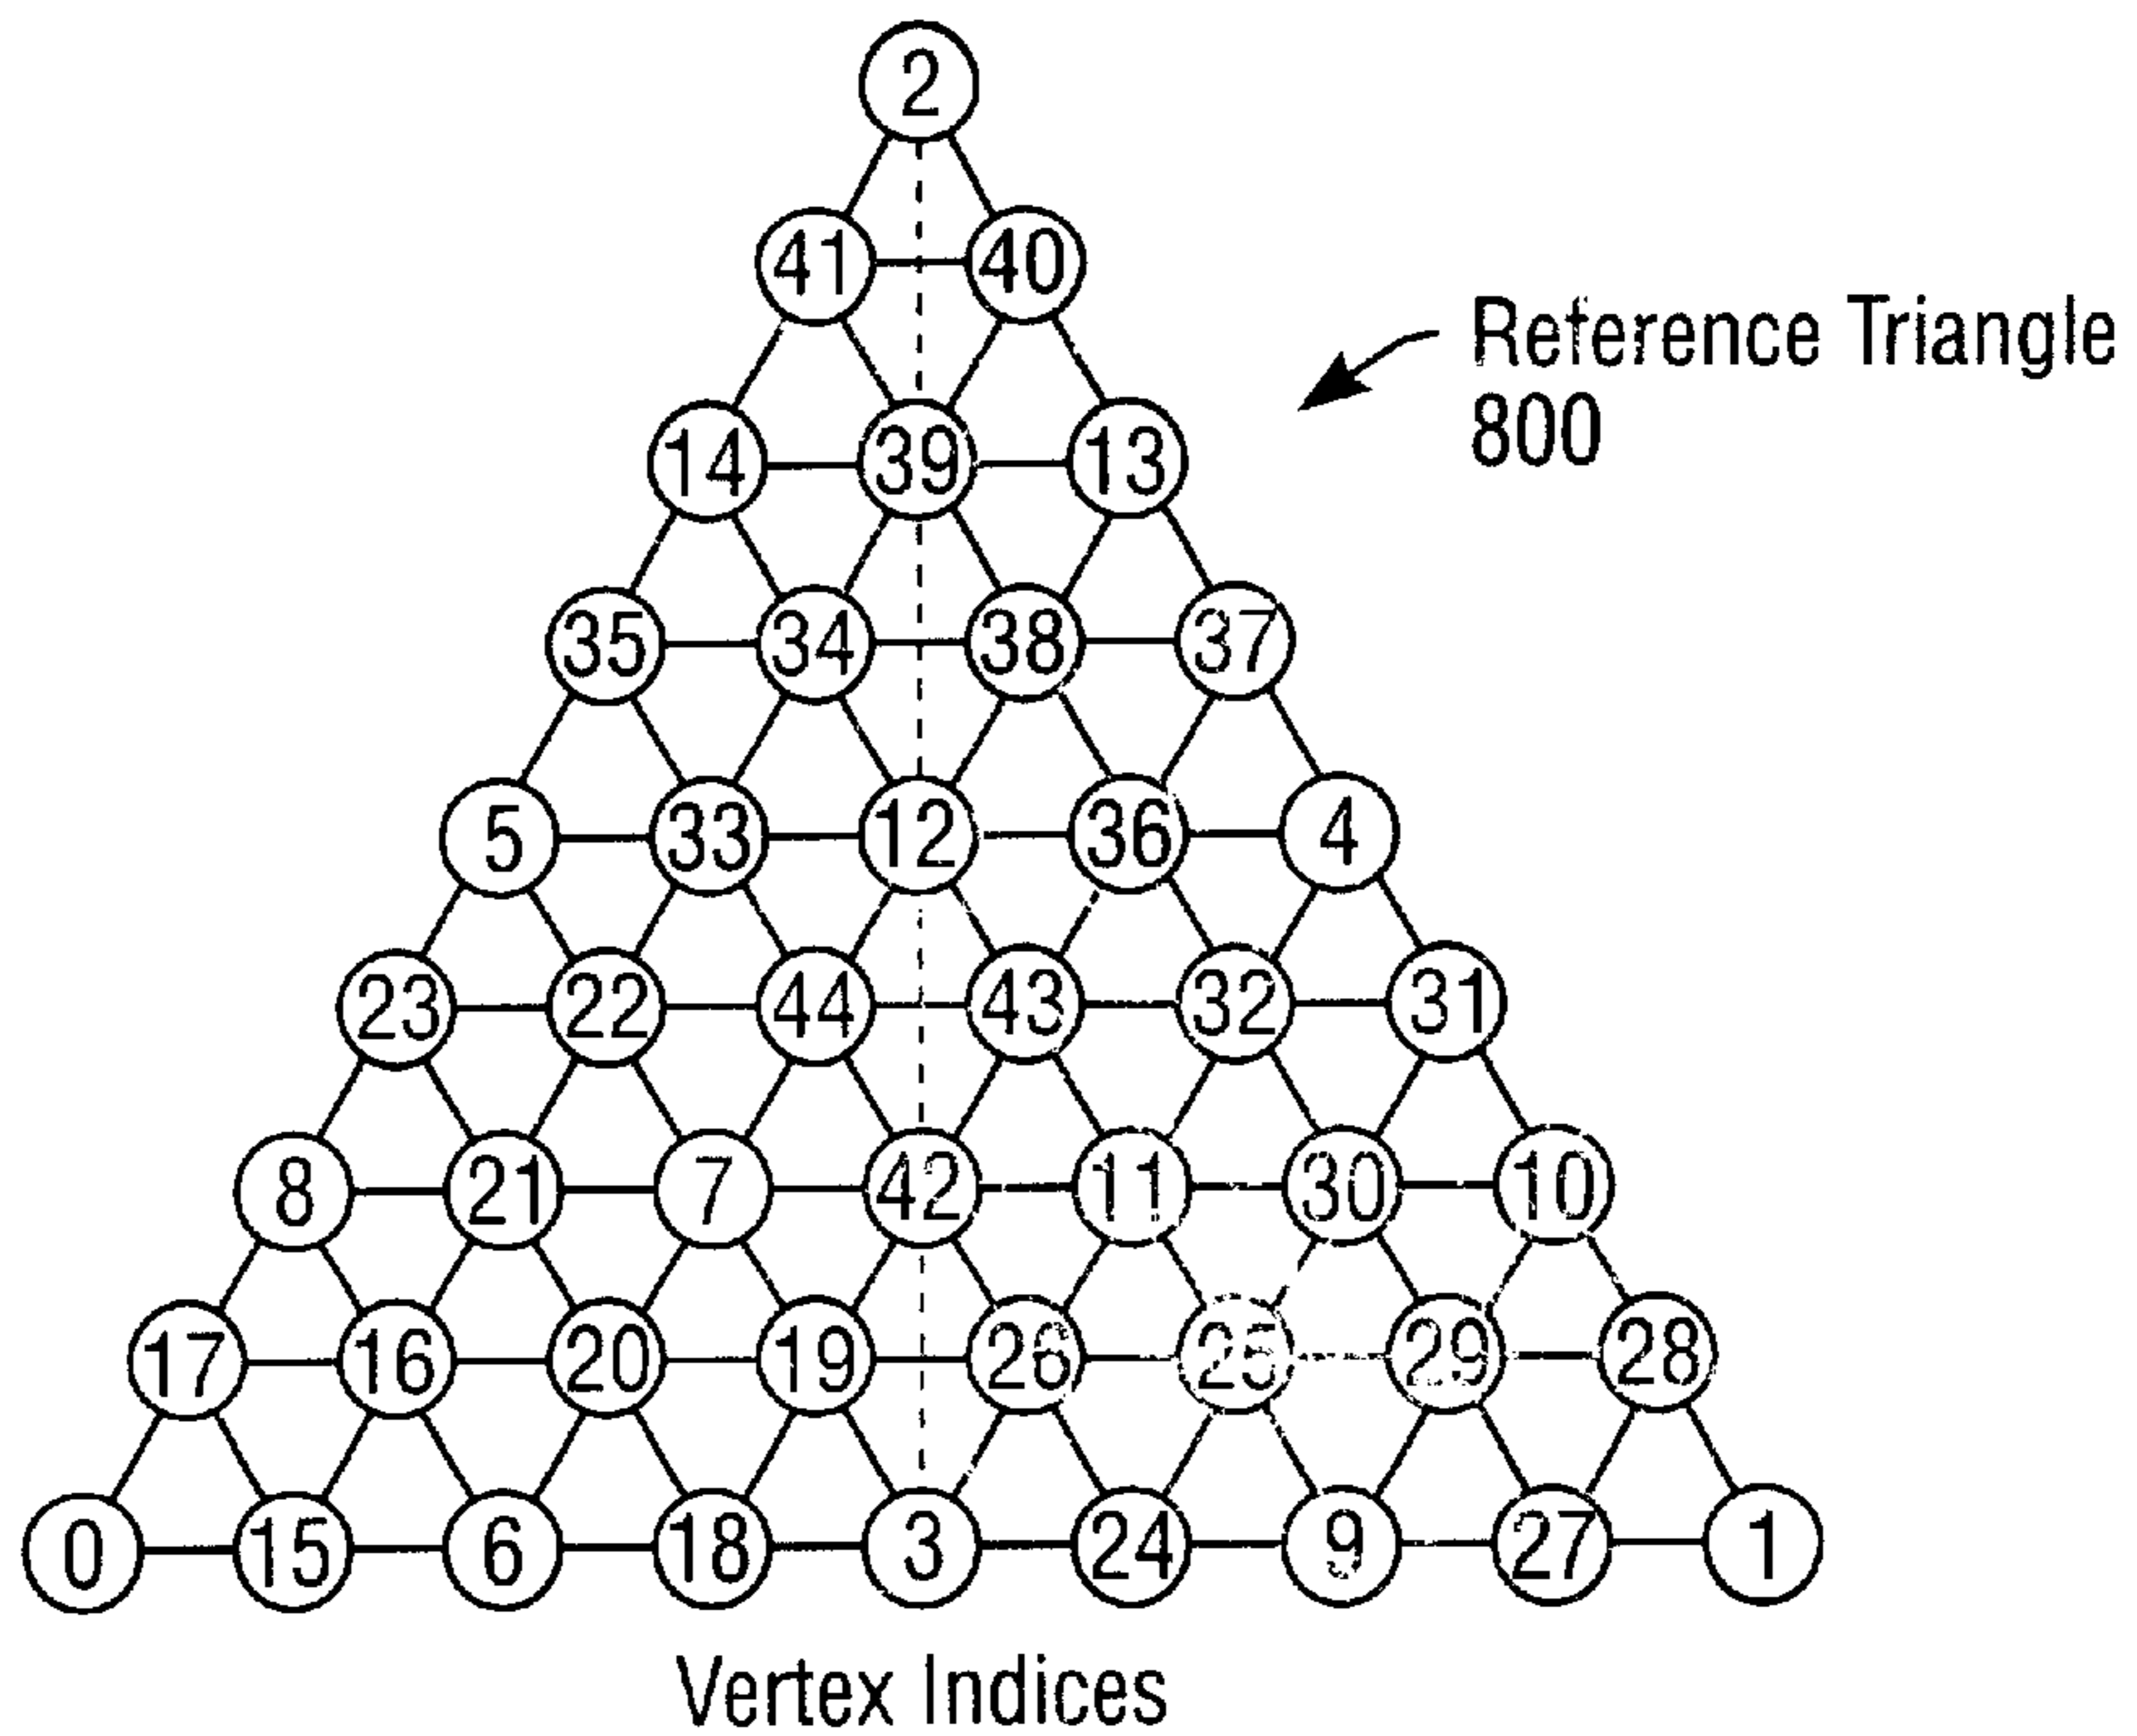 2
41 40
Reference Triangle
800
14 39 13
35 34 38 37
5 33 12 36 4
23 22 44 43 32 31
8 21 7 42 11 30 10
17 16 20 19 26 25 29 28
0 15 6 18 3 24 9 27 1
Vertex Indices